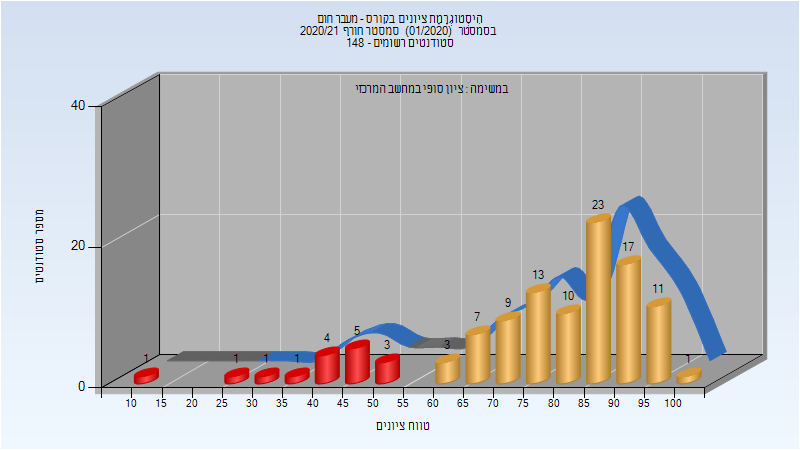 היסטוגרמת ציונים בקורס - מעבר חום
בסמסטר (01/2020) סמסטר חורף 2020/21
סטודנטים רשומים - 148
במשימה : ציון סופי במחשב המרכזי
מספר סטודנטים
40
20
0
1 1 1 1 4 5 3 3 7 9 13 10 23 17 11 1
10 15 20 25 30 35 40 45 50 55 60 65 70 75 80 85 90 95 100
טווח ציונים